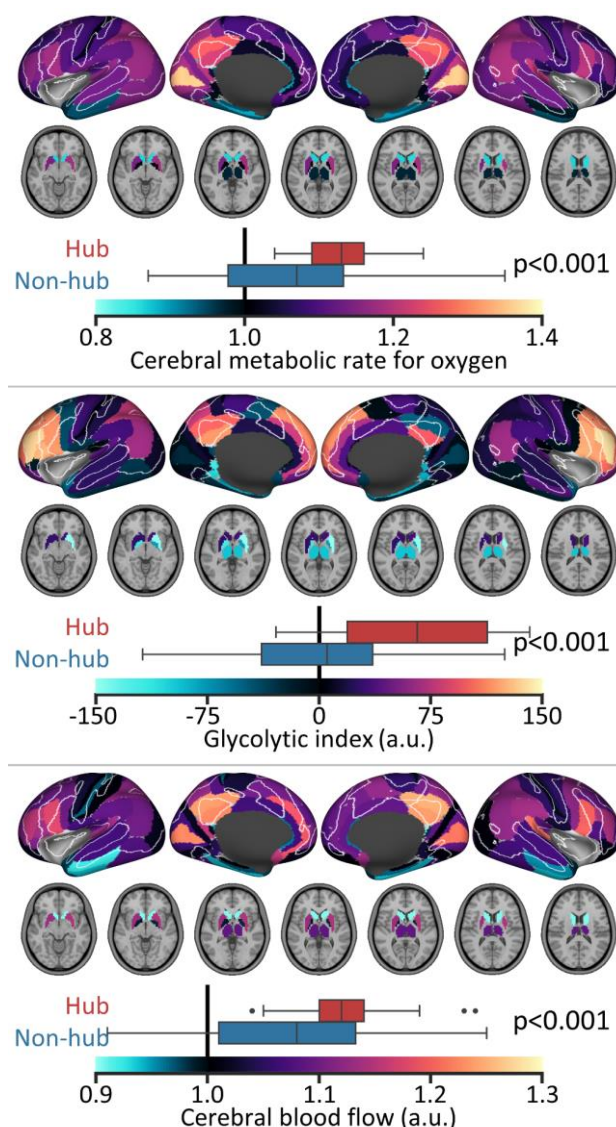 Hub
Non-hub
p<0.001
0.8 1.0 1.2 1.4
Cerebral metabolic rate for oxygen
Hub
Non-hub
p<0.001
-150 -75 0 75 150
Glycolytic index (a.u.)
Hub
Non-hub
p<0.001
0.9 1.0 1.1 1.2 1.3
Cerebral blood flow (a.u.)